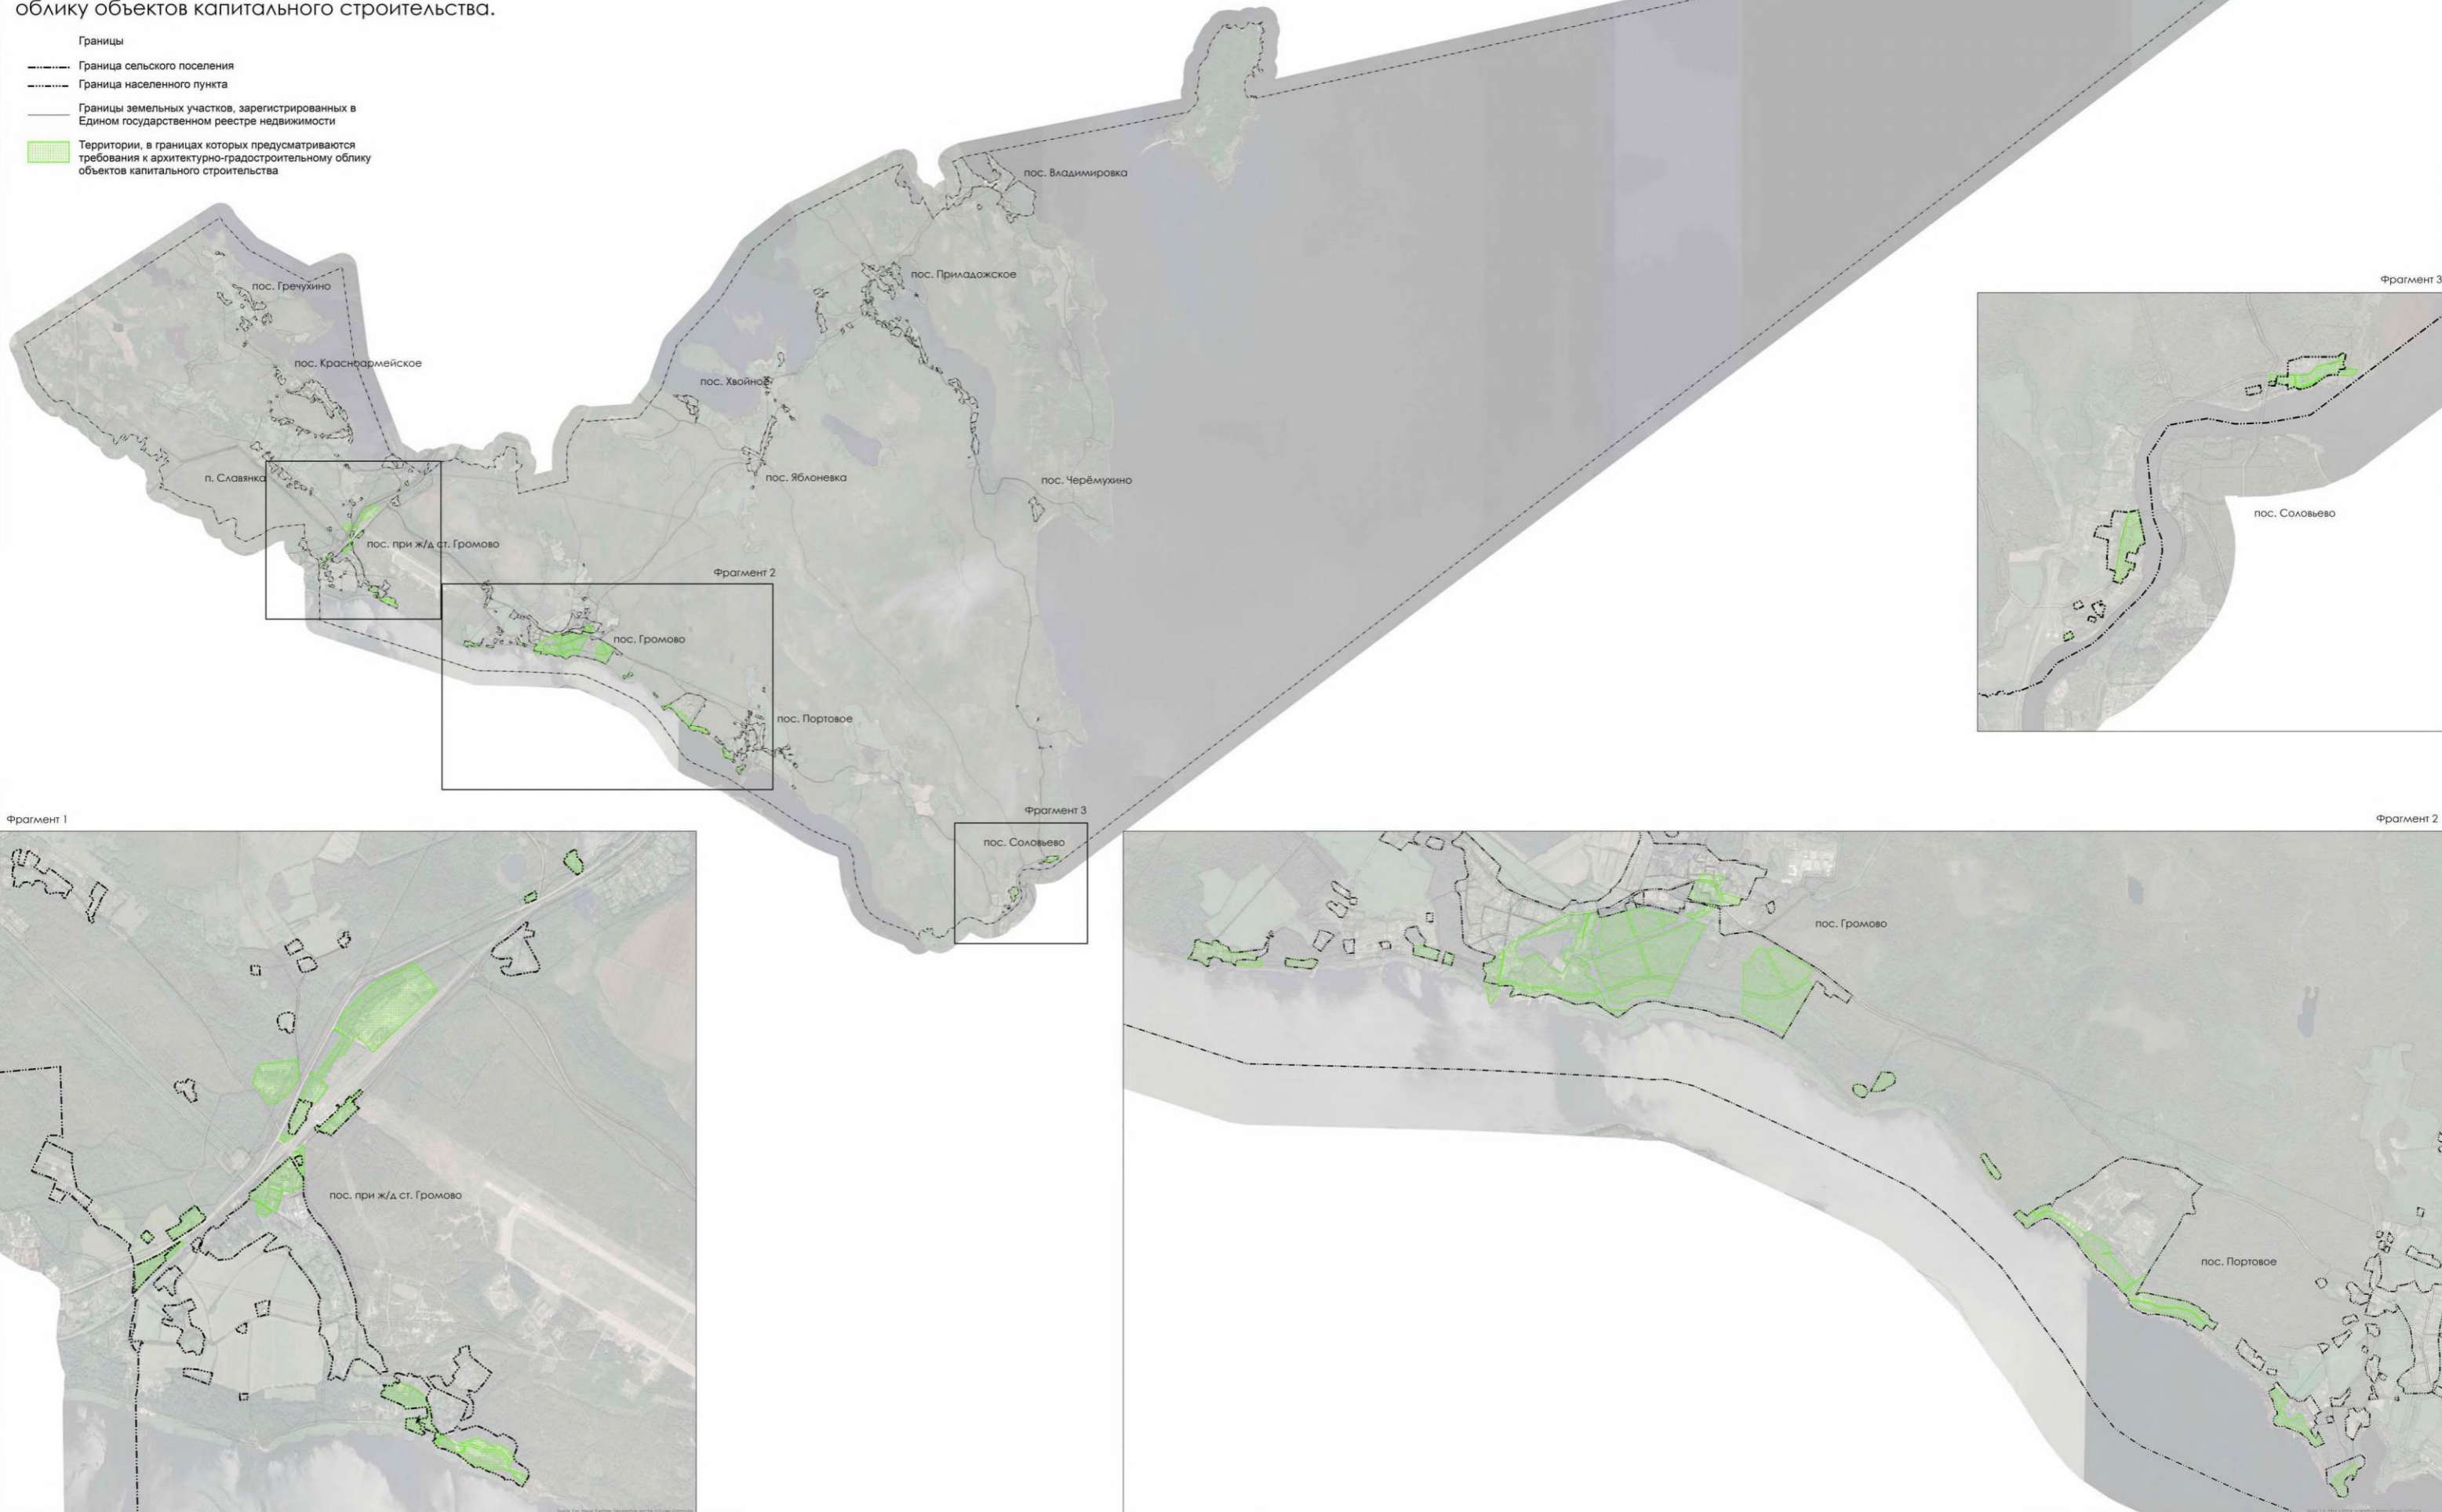 облику объектов капитального строительства.
Границы
Граница сельского поселения
Граница населенного пункта
Границы земельных участков, зарегистрированных в
Едином государственном реестре недвижимости
Территории, в границах которых предусматриваются
требования к архитектурно-градостроительному облику
объектов капитального строительства
пос. Владимировка
пос. Приладожское
пос. Гречухино
пос. Красноармейское
пос. Хвойное
п. Славянка
пос. Яблоневка
пос. Черёмухино
пос. при ж/д ст. Громово
Фрагмент 2
пос. Громово
пос. Портовое
Фрагмент 3
пос. Соловьево
Фрагмент 3
пос. Соловьево
Фрагмент 1
пос. при ж/д ст. Громово
Фрагмент 2
пос. Громово
пос. Портовое